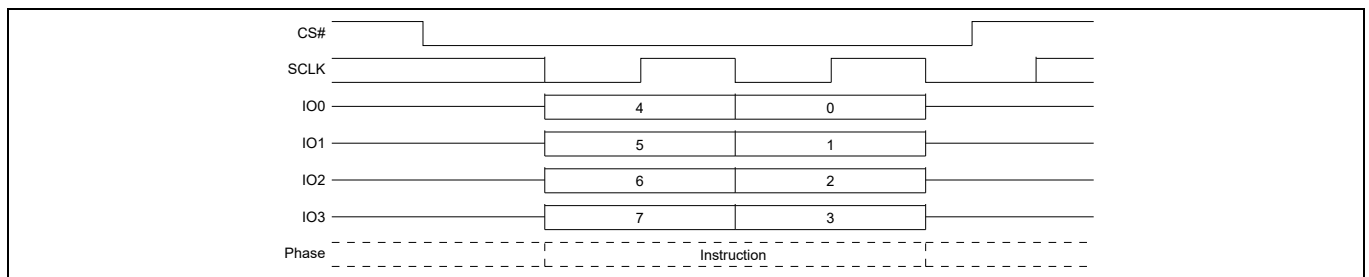 CS#
SCLK
IO0 4 0
IO1 5 1
IO2 6 2
IO3 7 3
Phase Instruction